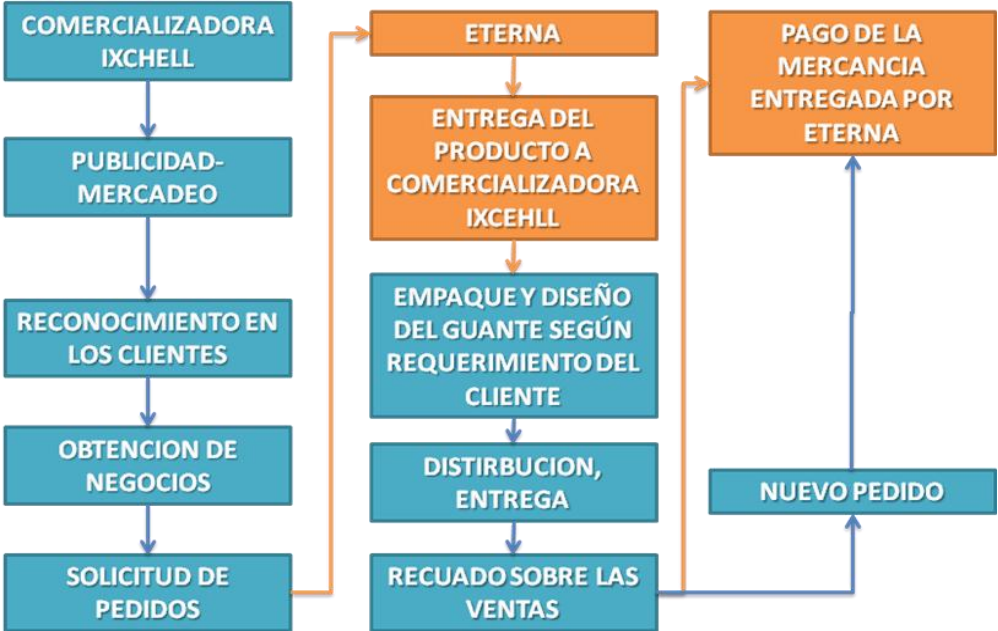 COMERCIALIZADORA
IXCHELL
PUBLICIDAD-
MERCADEO
RECONOCIMIENTO EN
LOS CLIENTES
OBTENCION DE
NEGOCIOS
SOLICITUD DE
PEDIDOS
ETERNA
ENTREGA DEL
PRODUCTO A
COMERCIALIZADORA
IXCEHLL
EMPAQUE Y DISEÑO
DEL GUANTE SEGÚN
REQUERIMIENTO DEL
CLIENTE
DISTIRBUCION,
ENTREGA
RECUADO SOBRE LAS
VENTAS
PAGO DE LA
MERCANCIA
ENTREGADA POR
ETERNA
NUEVO PEDIDO